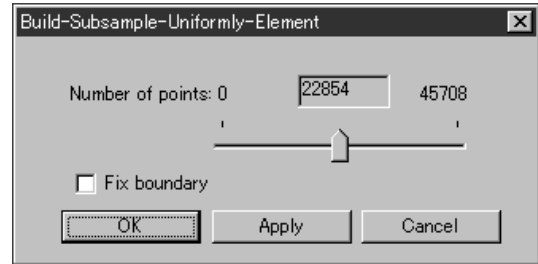 Build-Subsample-Uniformly-Element
Number of points: 0 22854 45708
Fix boundary
OK Apply Cancel